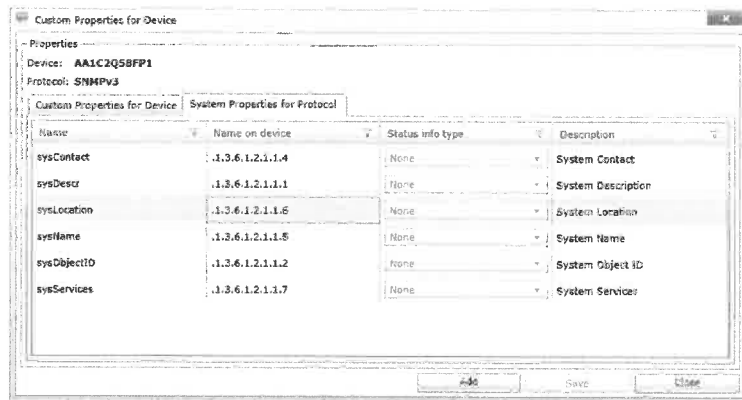 Custom Properties for Device
Properties
Device: AA1C2Q58FP1
Protocol: SNMPv3
Custom Properties for Device System Properties for Protocol
Name Name on device Status info type Description
sysContact .1.3.6.1.2.1.1.4 None System Contact
sysDescr .1.3.6.1.2.1.1.1 None System Description
sysLocation .1.3.6.1.2.1.1.6 None System Location
sysName .1.3.6.1.2.1.1.5 None System Name
sysObjectID .1.3.6.1.2.1.1.2 None System Object ID
sysServices .1.3.6.1.2.1.1.7 None System Services
Add Save Close